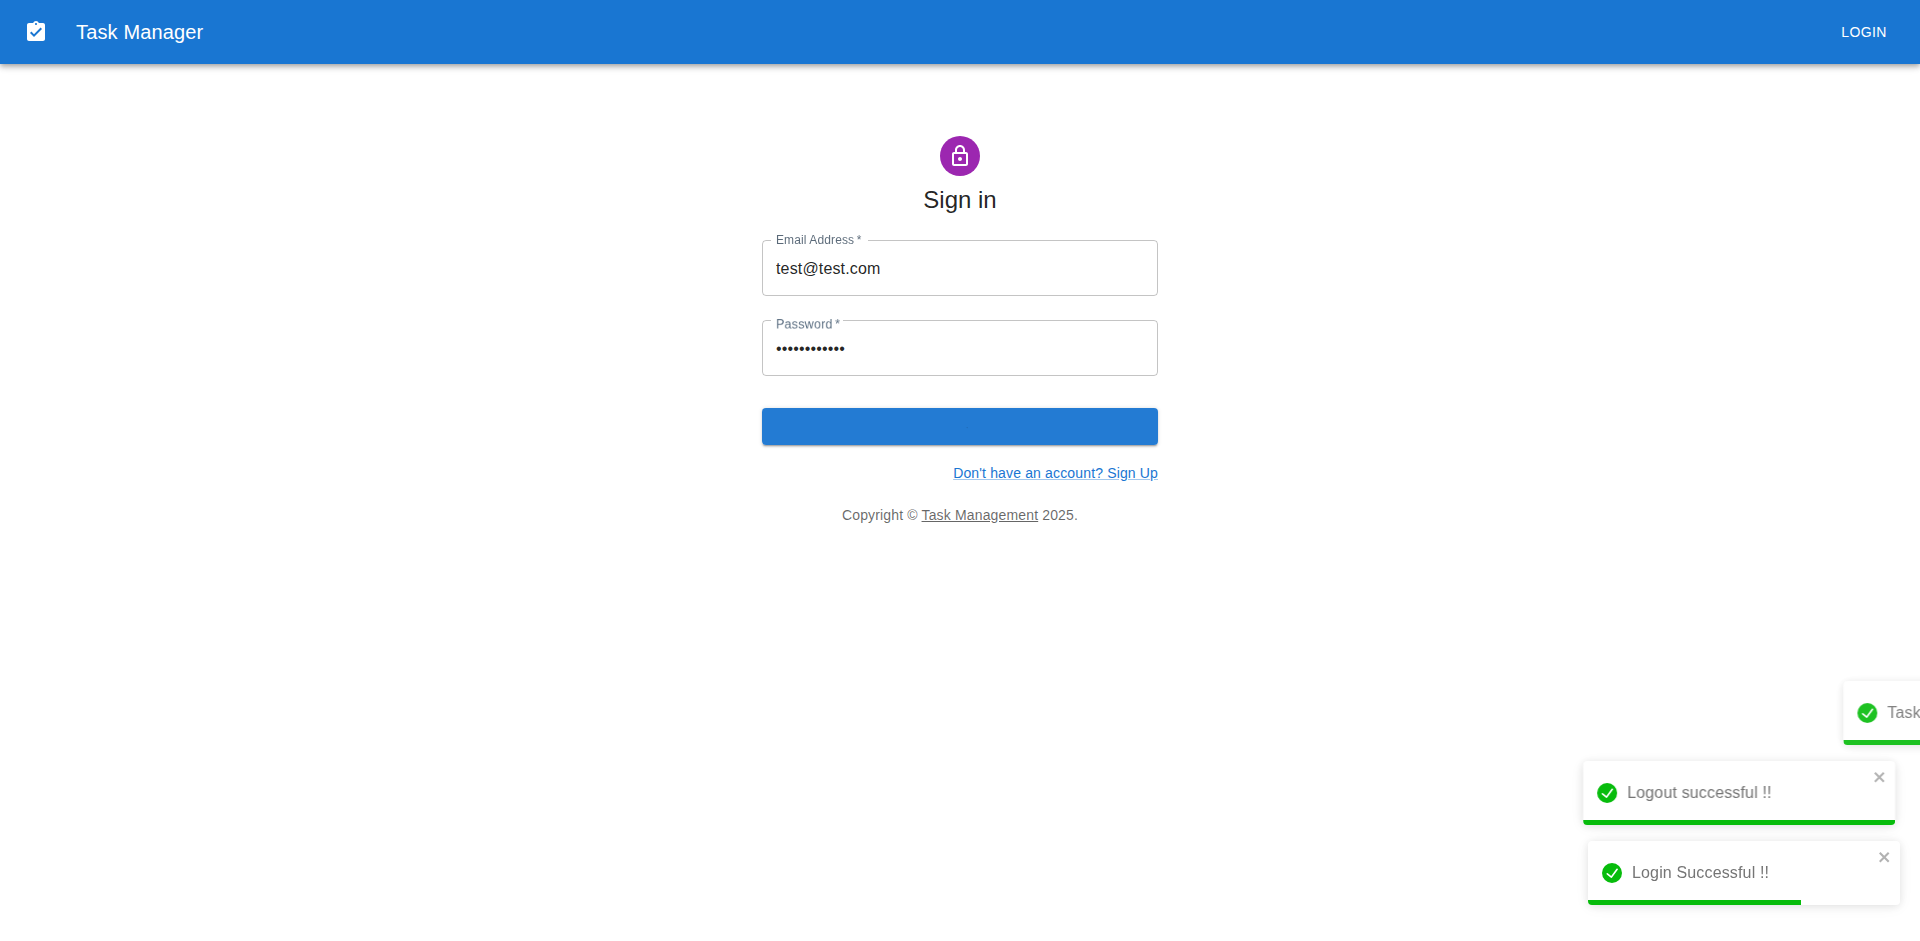 Task Manager
LOGIN
Sign in
Email Address *
test@test.com
Password *
••••••••••••
Don't have an account? Sign Up
Copyright © Task Management 2025.
Task
Logout successful !!
Login Successful !!